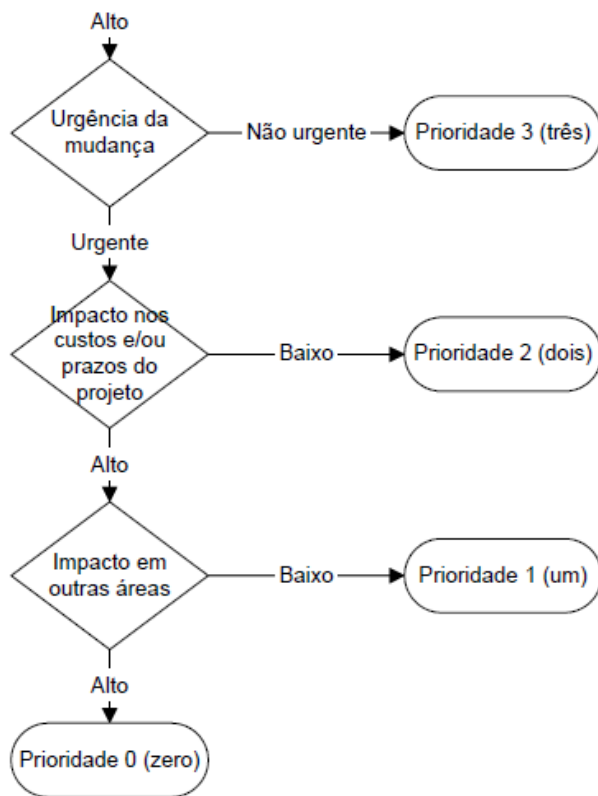 Alto
Urgência da
mudança
Não urgente
Prioridade 3 (três)
Urgente
Impacto nos
custos e/ou
prazos do
projeto
Baixo
Prioridade 2 (dois)
Alto
Impacto em
outras áreas
Baixo
Prioridade 1 (um)
Alto
Prioridade 0 (zero)